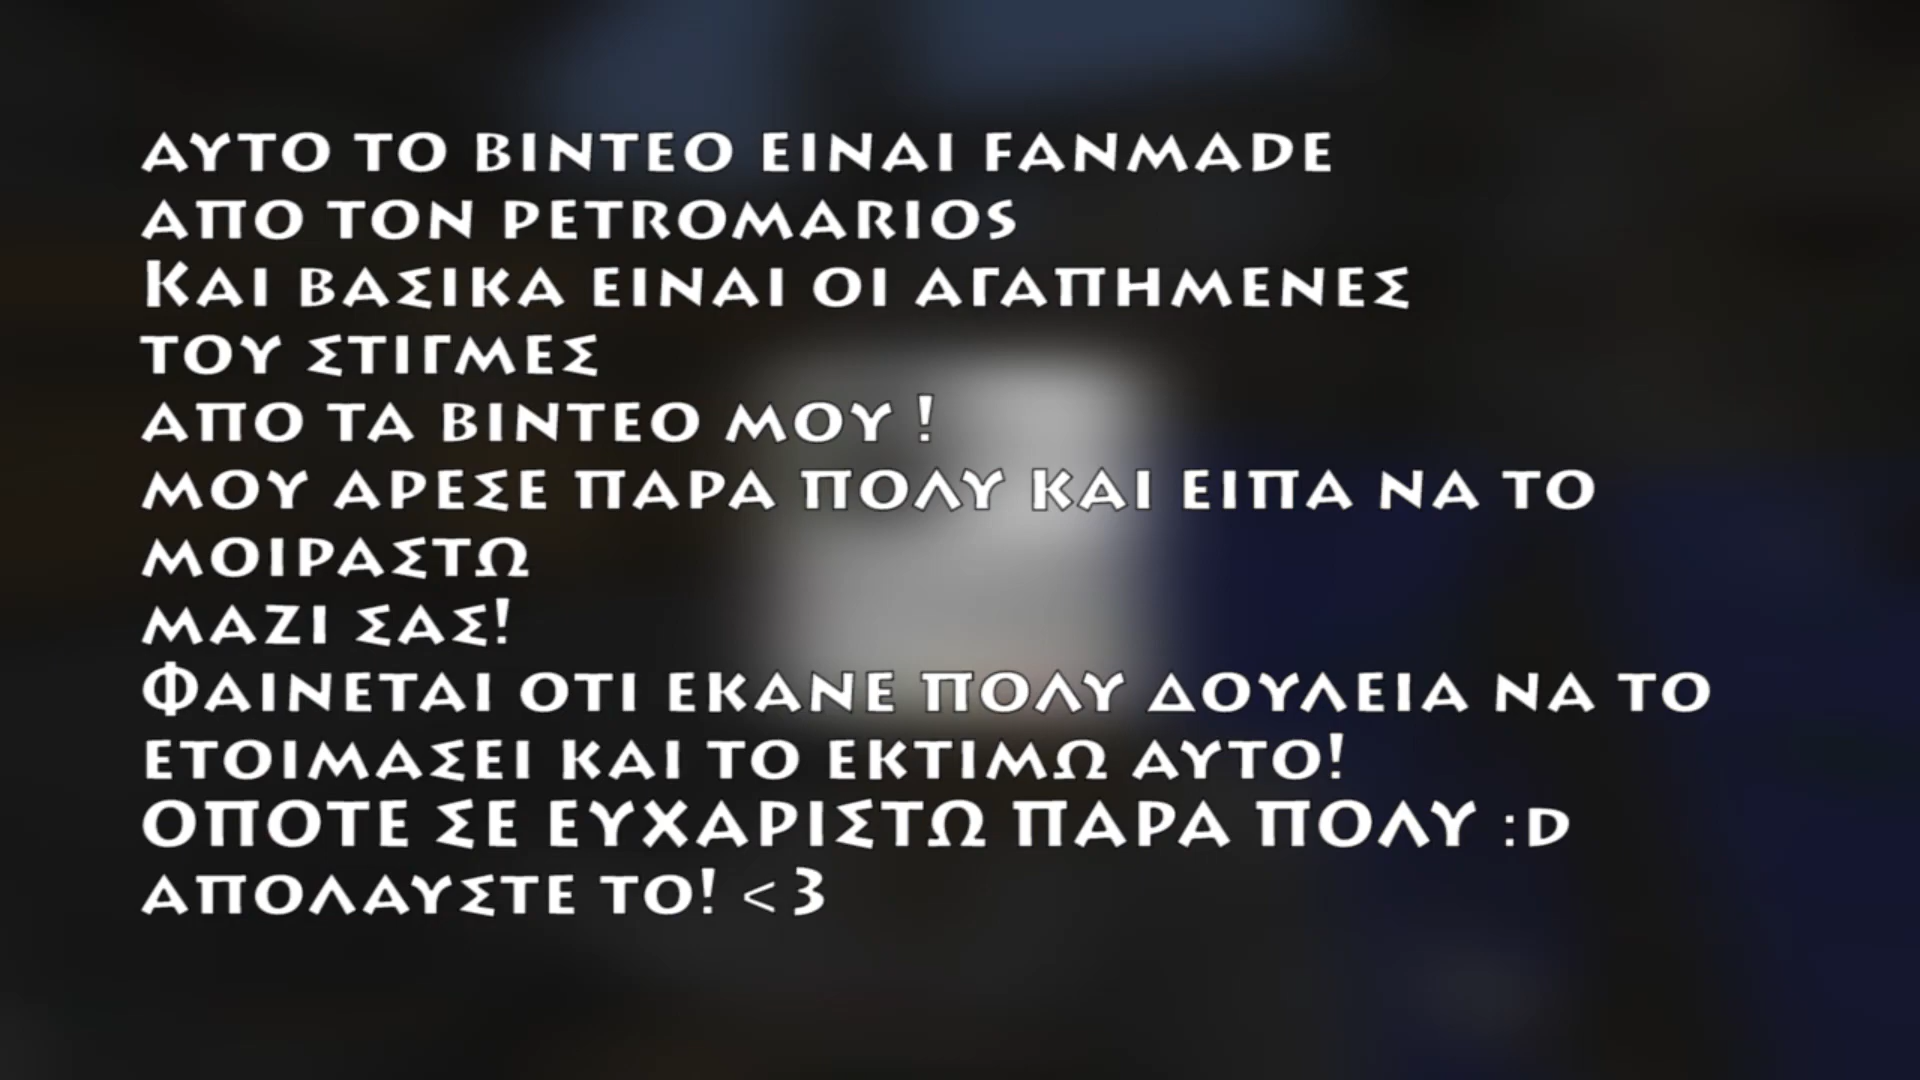 ΑΥΤΟ ΤΟ ΒΙΝΤΕΟ ΕΙΝΑΙ FANMADE
ΑΠΟ ΤΟΝ PETROMARIOS
ΚΑΙ ΒΑΣΙΚΑ ΕΙΝΑΙ ΟΙ ΑΓΑΠΗΜΕΝΕΣ
ΤΟΥ ΣΤΙΓΜΕΣ
ΑΠΟ ΤΑ ΒΙΝΤΕΟ ΜΟΥ !
ΜΟΥ ΑΡΕΣΕ ΠΑΡΑ ΠΟΛΥ ΚΑΙ ΕΙΠΑ ΝΑ ΤΟ
ΜΟΙΡΑΣΤΩ
ΜΑΖΙ ΣΑΣ!
ΦΑΙΝΕΤΑΙ ΟΤΙ ΕΚΑΝΕ ΠΟΛΥ ΔΟΥΛΕΙΑ ΝΑ ΤΟ
ΕΤΟΙΜΑΣΕΙ ΚΑΙ ΤΟ ΕΚΤΙΜΩ ΑΥΤΟ!
ΟΠΟΤΕ ΣΕ ΕΥΧΑΡΙΣΤΩ ΠΑΡΑ ΠΟΛΥ :D
ΑΠΟΛΑΥΣΤΕ ΤΟ! <3